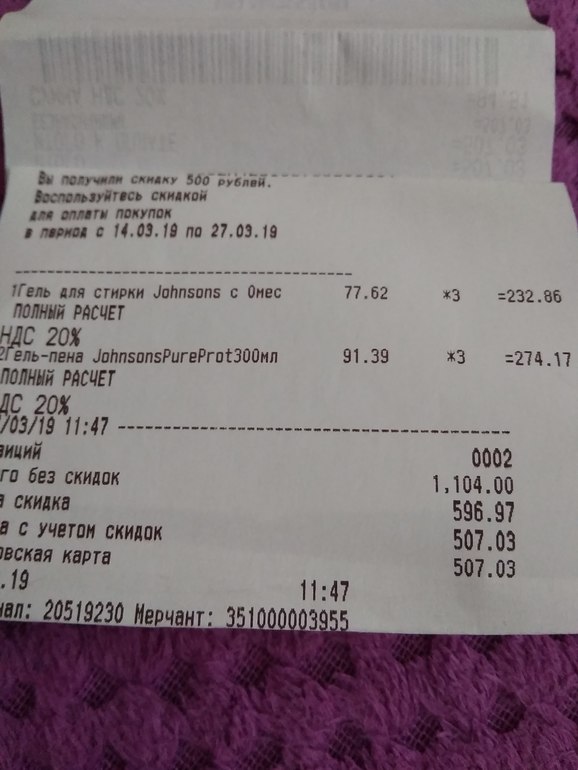 Вы получили скидку 500 рублей.
Воспользуйтесь скидкой
для оплаты покупок
в период с 14.03.19 по 27.03.19
1Гель для стирки Johnsons с 0мес 77.62 *3 =232.86
ПОЛНЫЙ РАСЧЕТ
НДС 20%
2Гель-пена JohnsonsPureProt300мл 91.39 *3 =274.17
ПОЛНЫЙ РАСЧЕТ
ДС 20%
/03/19 11:47
зиций 0002
го без скидок 1,104.00
а скидка 596.97
а с учетом скидок 507.03
овская карта 507.03
.19 11:47
нал: 20519230 Мерчант: 351000003955